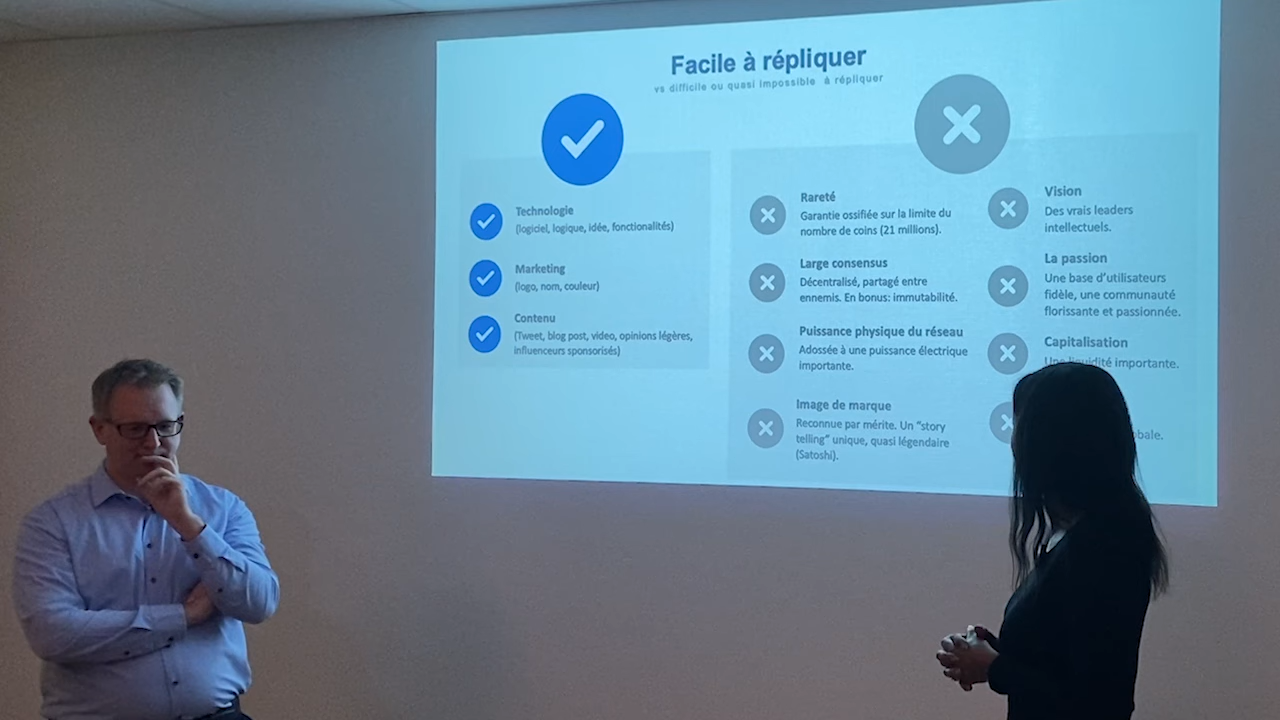 Facile à répliquer
vs difficile ou quasi impossible à répliquer
Technologie
(logiciel, logique, idée, fonctionalités)
Marketing
(logo, nom, couleur)
Contenu
(Tweet, blog post, video, opinions légères,
influenceurs sponsorisés)
Rareté
Garantie ossifiée sur la limite du
nombre de coins (21 millions).
Large consensus
Décentralisé, partagé entre
ennemis. En bonus: immutabilité.
Puissance physique du réseau
Adossée à une puissance électrique
importante.
Image de marque
Reconnue par mérite. Un "story
telling" unique, quasi légendaire
(Satoshi).
Vision
Des vrais leaders
intellectuels.
La passion
Une base d'utilisateurs
fidèle, une communauté
florissante et passionnée.
Capitalisation
Une liquidité importante.